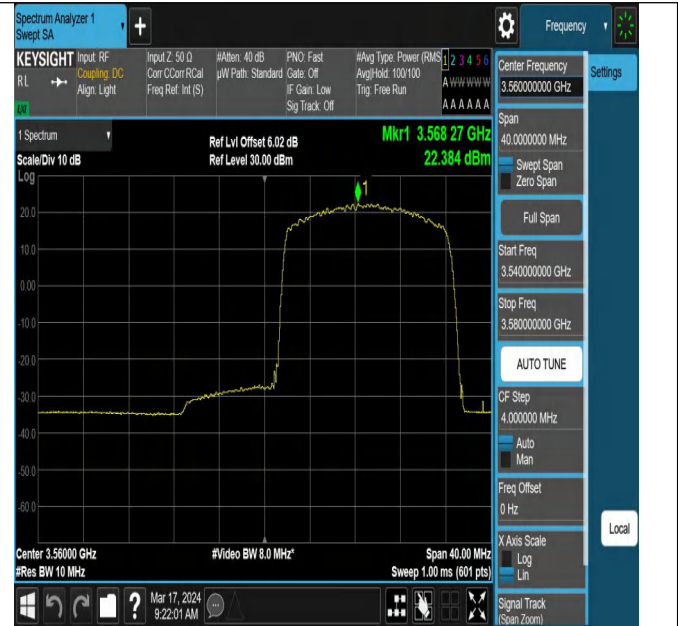 Spectrum Analyzer 1
Swept SA
+
Frequency
KEYSIGHT
RL
LXI
Input: RF
Coupling: DC
Align: Light
Input Z: 50 Ω
Corr CCorr RCal
Freq Ref: Int (S)
#Atten: 40 dB
µW Path: Standard
PNO: Fast
Gate: Off
IF Gain: Low
Sig Track: Off
#Avg Type: Power (RMS
Avg|Hold: 100/100
Trig: Free Run
1 2 3 4 5 6
A W W W W W
A A A A A A
1 Spectrum
Scale/Div 10 dB
Log
Ref Lvl Offset 6.02 dB
Ref Level 30.00 dBm
Mkr1 3.568 27 GHz
22.384 dBm
1
20.0
10.0
0.00
-10.0
-20.0
-30.0
-40.0
-50.0
-60.0
1
Center 3.56000 GHz
#Res BW 10 MHz
#Video BW 8.0 MHz*
Span 40.00 MHz
Sweep 1.00 ms (601 pts)
Center Frequency
3.560000000 GHz
Settings
Span
40.0000000 MHz
Swept Span
Zero Span
Full Span
Start Freq
3.540000000 GHz
Stop Freq
3.580000000 GHz
AUTO TUNE
CF Step
4.000000 MHz
Auto
Man
Freq Offset
0 Hz
X Axis Scale
Log
Lin
Local
Signal Track
(Span Zoom)
?
Mar 17, 2024
9:22:01 AM